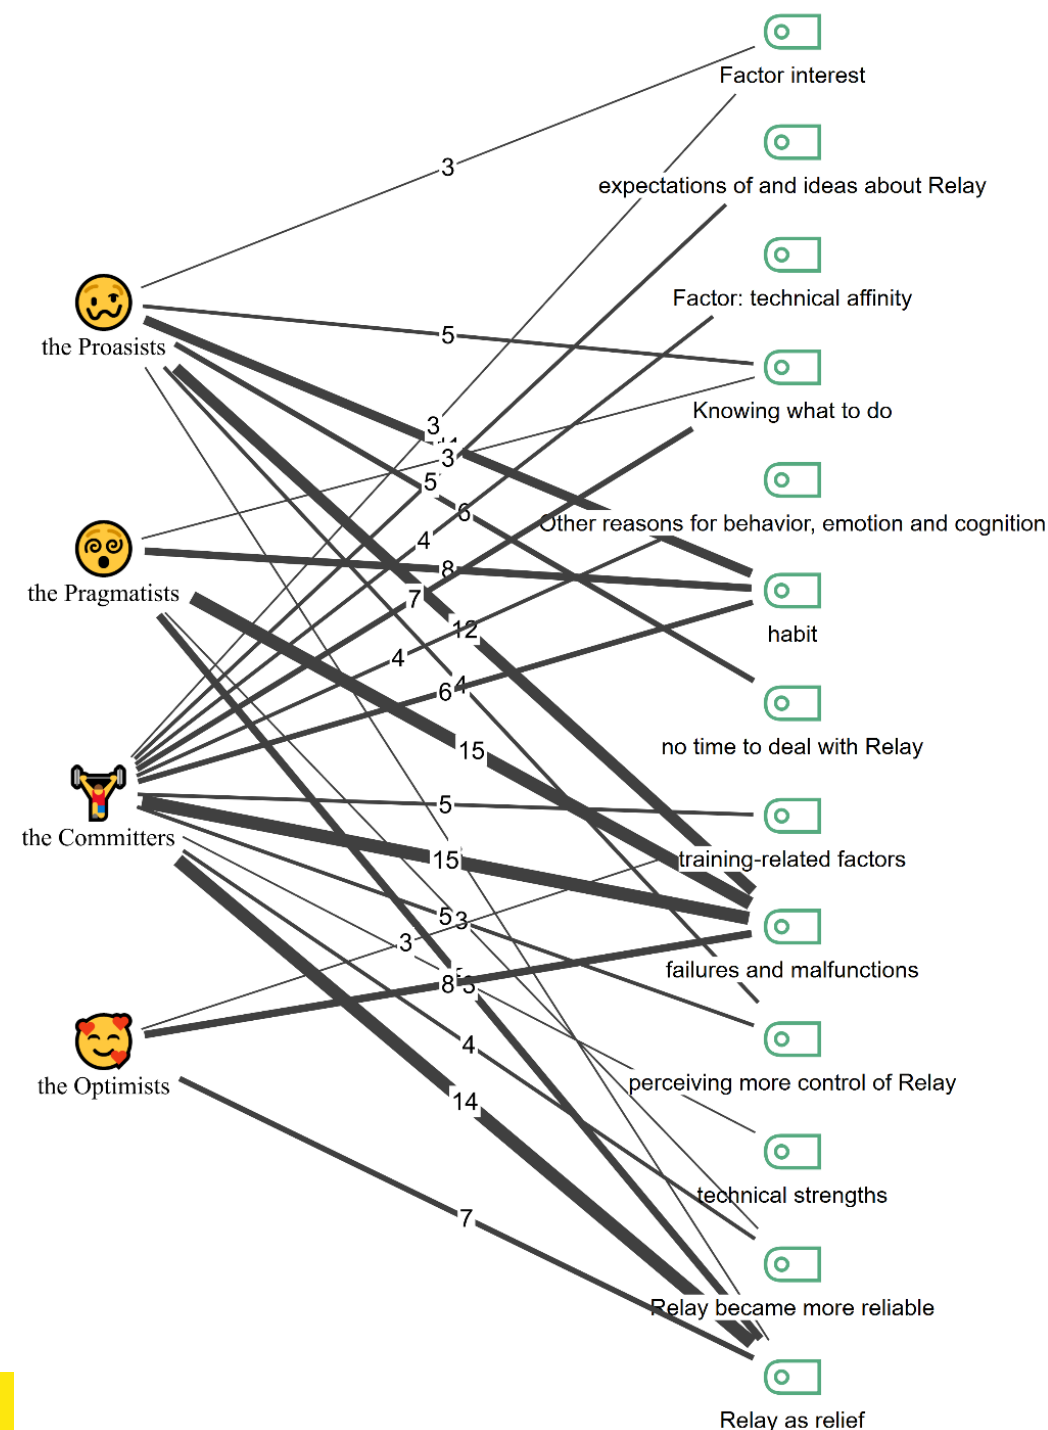 Factor interest
3
expectations of and ideas about Relay
Factor: technical affinity
the Proasists
5
Knowing what to do
3
3
5
6
Other reasons for behavior, emotion and cognition
4
8
the Pragmatists
7
12
habit
4
4
6
no time to deal with Relay
15
5
the Committers
15
training-related factors
5
3
3
failures and malfunctions
8
4
the Optimists
perceiving more control of Relay
14
technical strengths
7
Relay became more reliable
Relay as relief